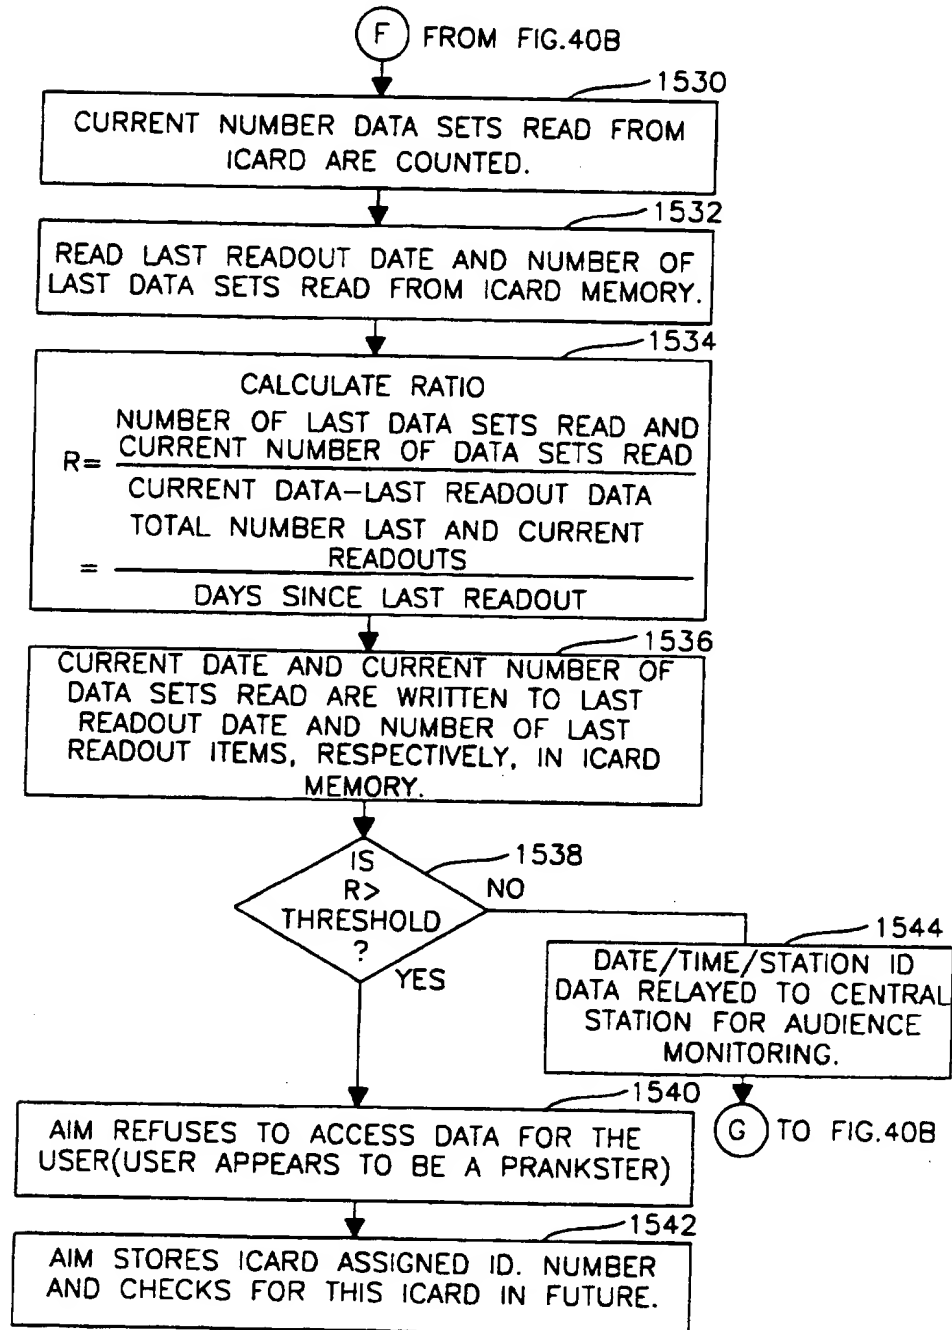 F FROM FIG.40B
1530
CURRENT NUMBER DATA SETS READ FROM
ICARD ARE COUNTED.
1532
READ LAST READOUT DATE AND NUMBER OF
LAST DATA SETS READ FROM ICARD MEMORY.
1534
CALCULATE RATIO
NUMBER OF LAST DATA SETS READ AND
CURRENT NUMBER OF DATA SETS READ
R=
CURRENT DATA-LAST READOUT DATA
TOTAL NUMBER LAST AND CURRENT
READOUTS
=
DAYS SINCE LAST READOUT
1536
CURRENT DATE AND CURRENT NUMBER OF
DATA SETS READ ARE WRITTEN TO LAST
READOUT DATE AND NUMBER OF LAST
READOUT ITEMS, RESPECTIVELY, IN ICARD
MEMORY.
1538
IS
R>
THRESHOLD
?
NO
YES
1544
DATE/TIME/STATION ID
DATA RELAYED TO CENTRAL
STATION FOR AUDIENCE
MONITORING.
G TO FIG.40B
1540
AIM REFUSES TO ACCESS DATA FOR THE
USER(USER APPEARS TO BE A PRANKSTER)
1542
AIM STORES ICARD ASSIGNED ID. NUMBER
AND CHECKS FOR THIS ICARD IN FUTURE.